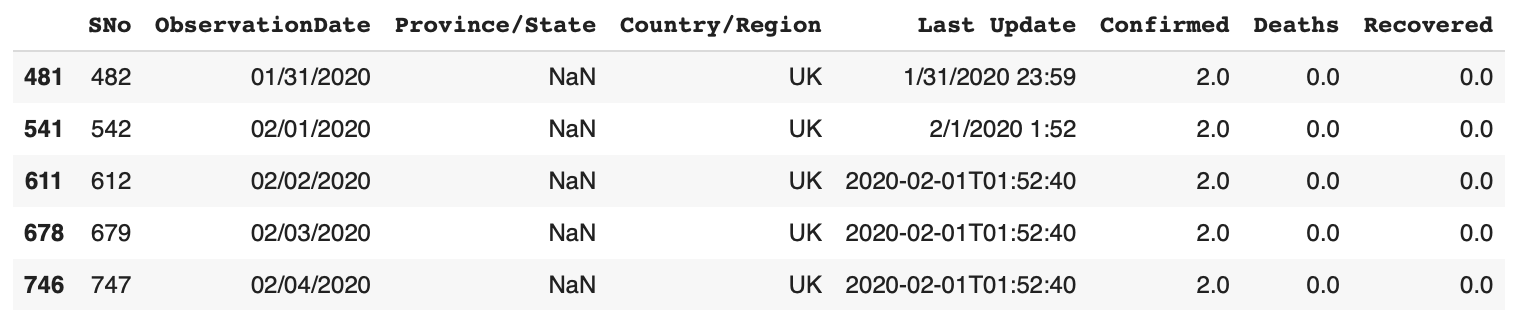 SNo ObservationDate Province/State Country/Region Last Update Confirmed Deaths Recovered
481 482 01/31/2020 NaN UK 1/31/2020 23:59 2.0 0.0 0.0
541 542 02/01/2020 NaN UK 2/1/2020 1:52 2.0 0.0 0.0
611 612 02/02/2020 NaN UK 2020-02-01T01:52:40 2.0 0.0 0.0
678 679 02/03/2020 NaN UK 2020-02-01T01:52:40 2.0 0.0 0.0
746 747 02/04/2020 NaN UK 2020-02-01T01:52:40 2.0 0.0 0.0